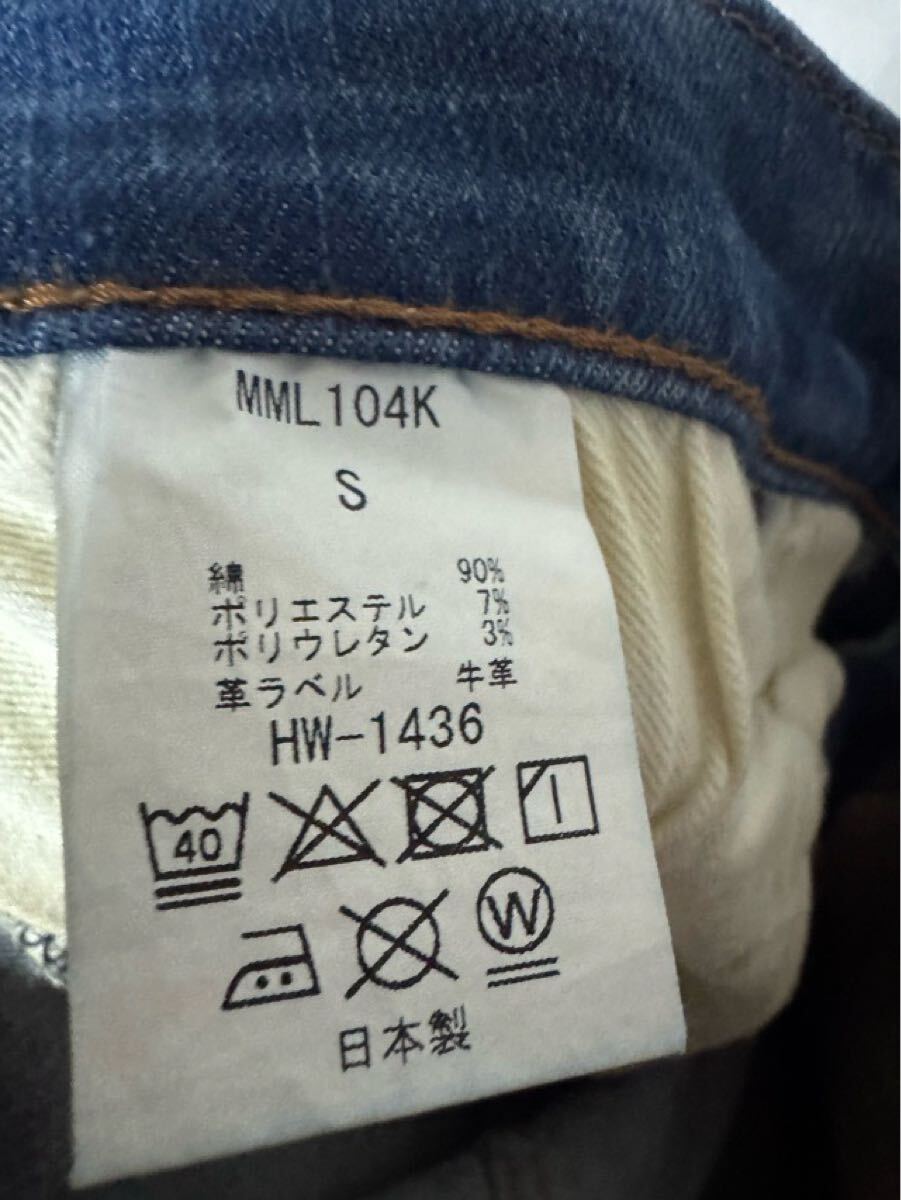 MML104K
S
綿 90%
ポリエステル 7%
ポリウレタン 3%
革ラベル 牛革
HW-1436
40
W
日本製